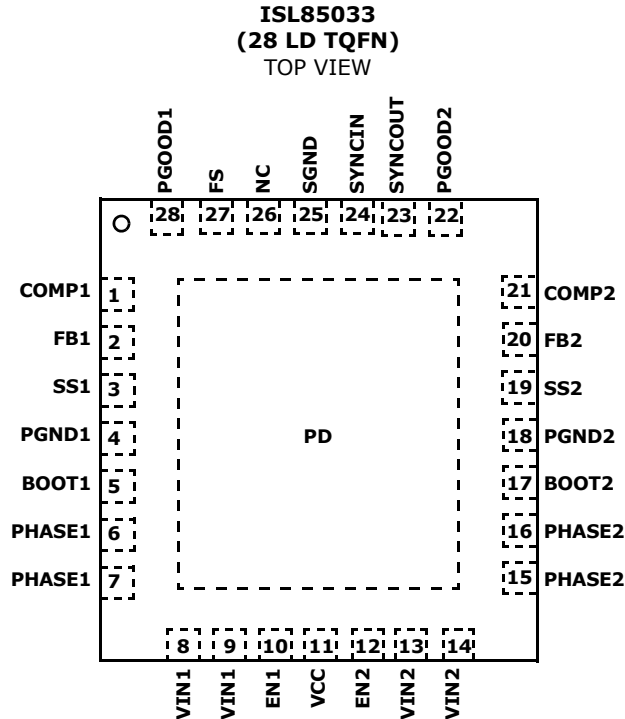 ISL85033
(28 LD TQFN)
TOP VIEW
PGOOD1 FS NC SGND SYNCIN SYNCOUT PGOOD2
28 27 26 25 24 23 22
COMP1 1 21 COMP2
FB1 2 20 FB2
SS1 3 19 SS2
PGND1 4 PD 18 PGND2
BOOT1 5 17 BOOT2
PHASE1 6 16 PHASE2
PHASE1 7 15 PHASE2
8 9 10 11 12 13 14
VIN1 VIN1 EN1 VCC EN2 VIN2 VIN2